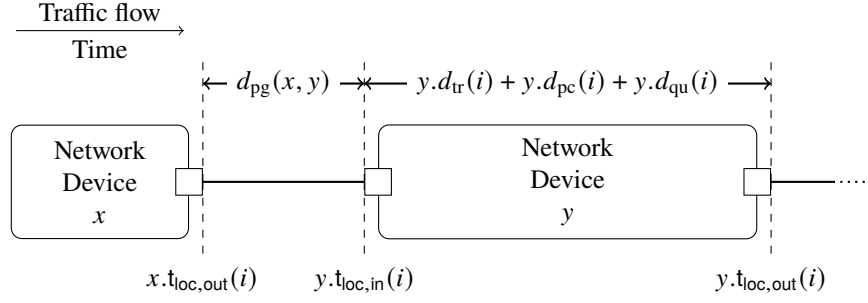 Traffic flow
Time
d_pg(x, y)
y.d_tr(i) + y.d_pc(i) + y.d_qu(i)
Network
Device
x
Network
Device
y
x.t_loc,out(i)
y.t_loc,in(i)
y.t_loc,out(i)